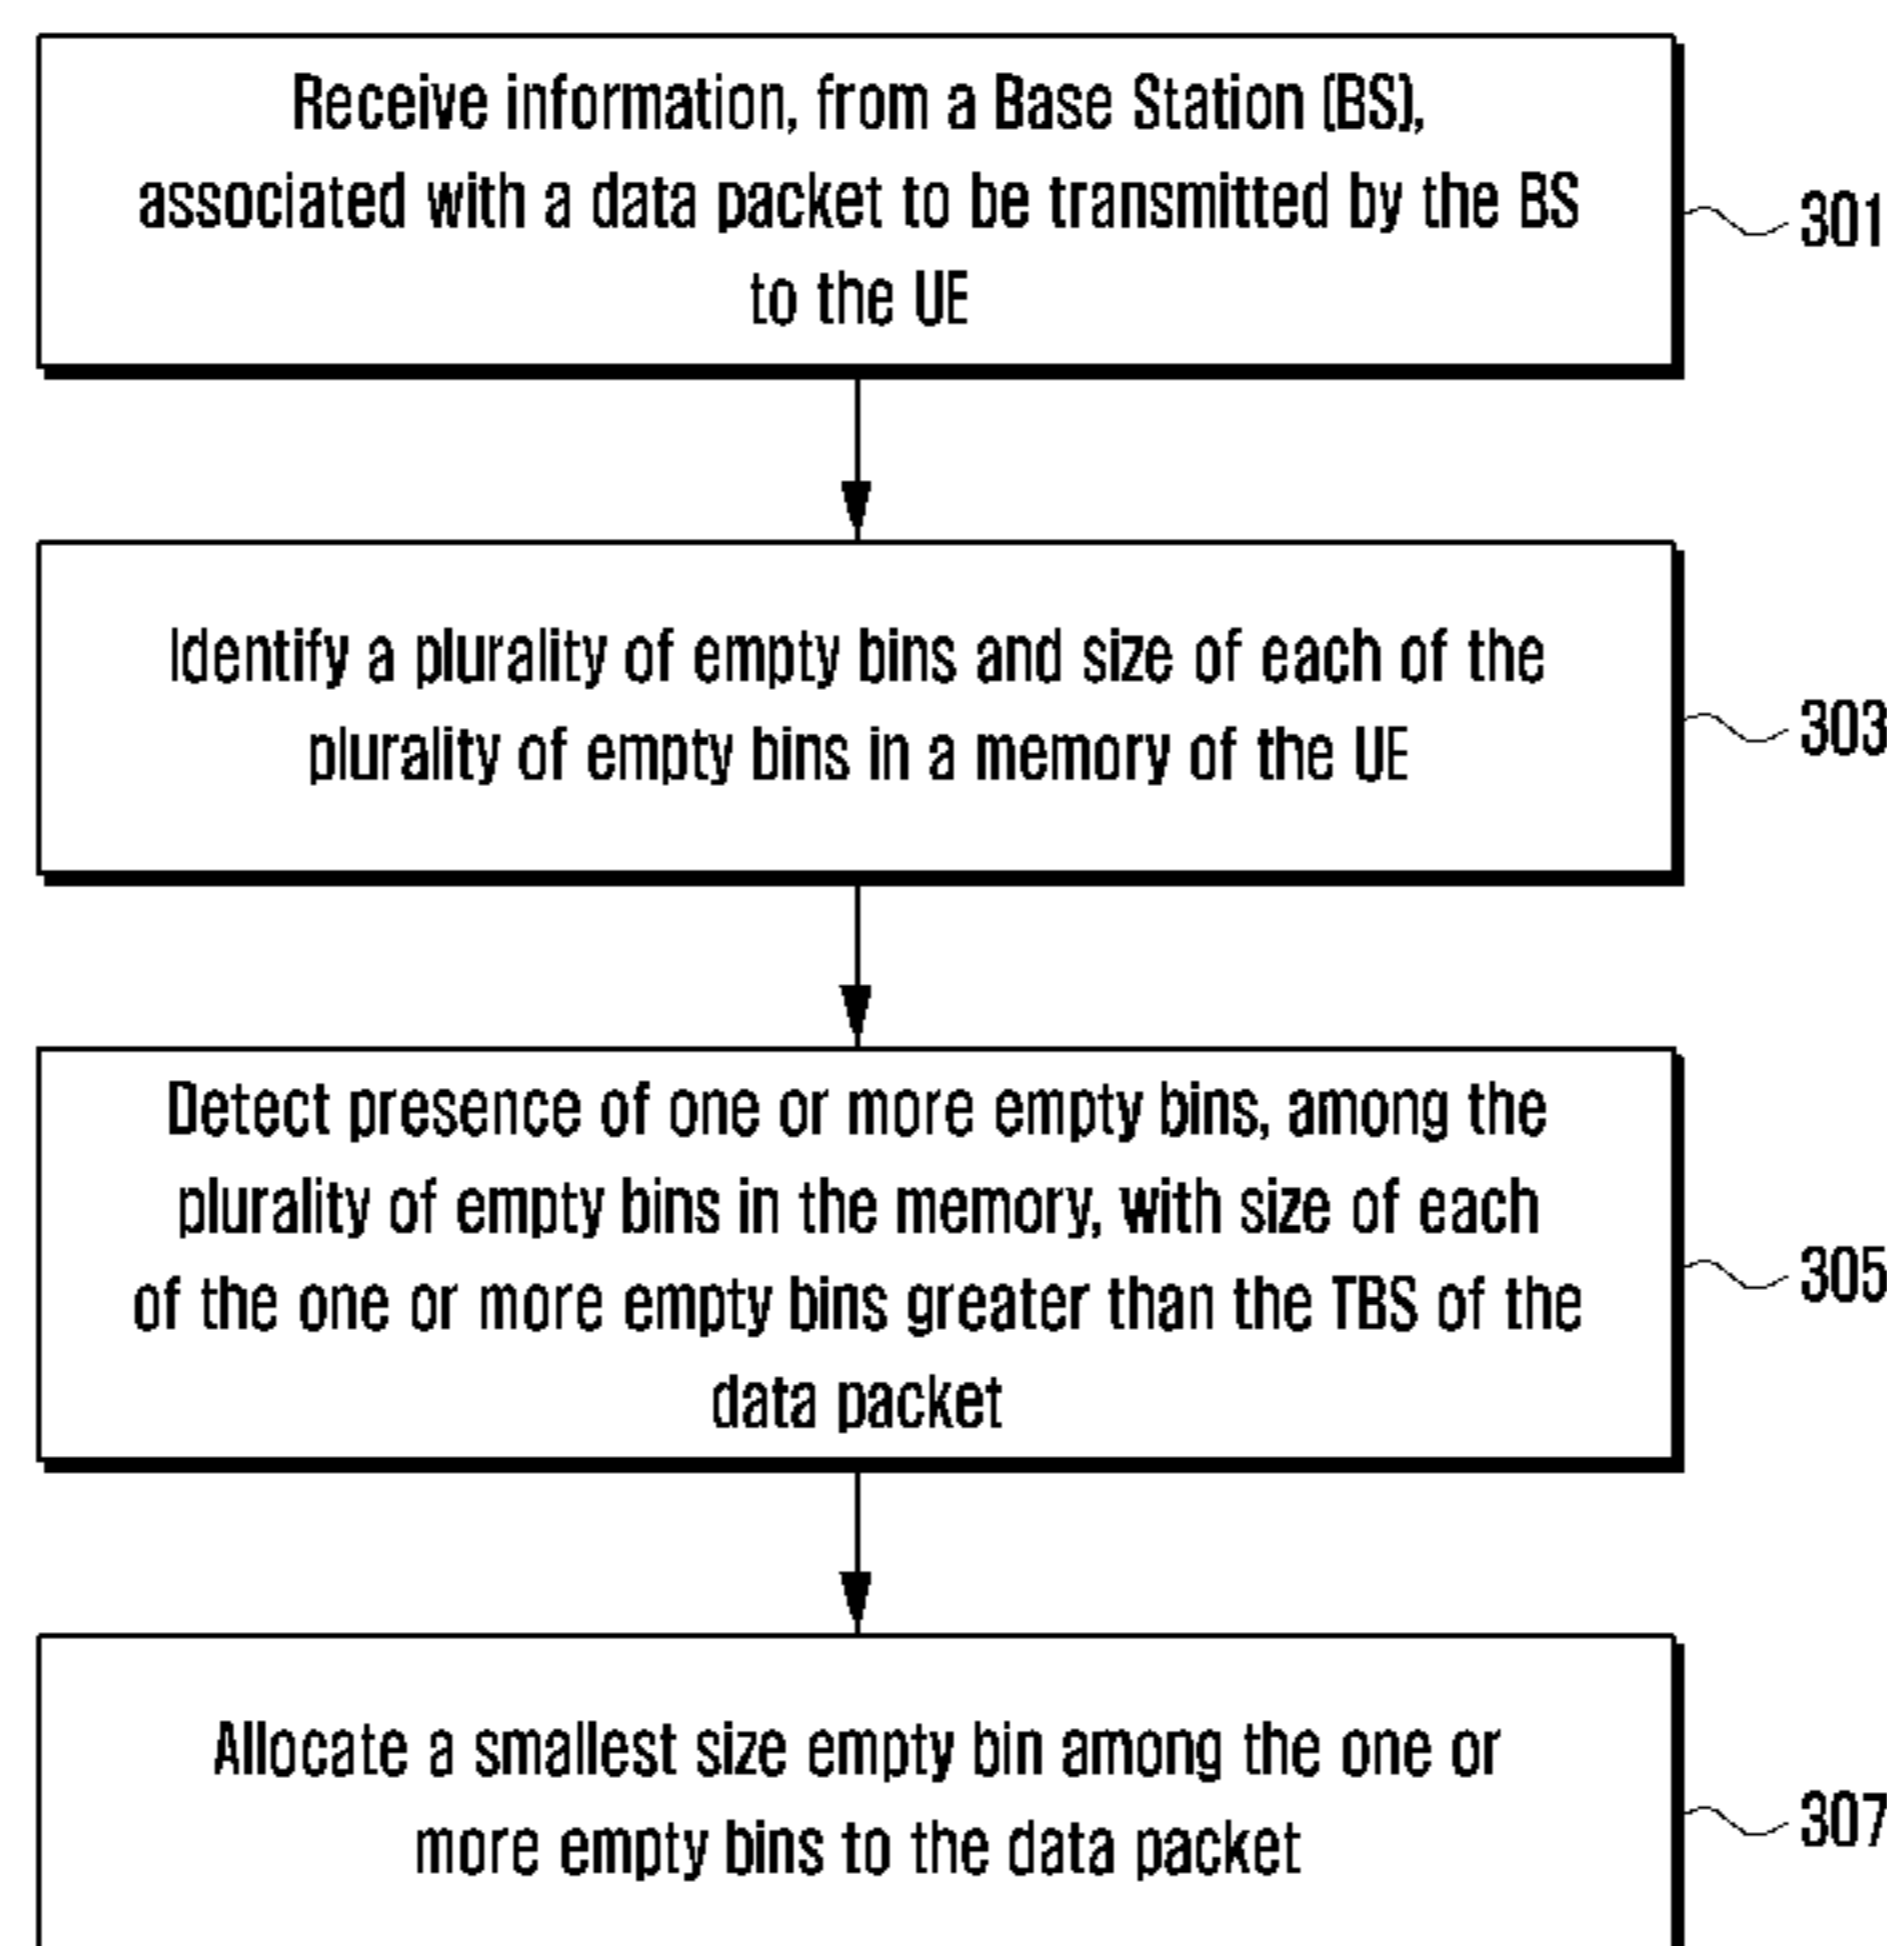 Receive information, from a Base Station (BS),
associated with a data packet to be transmitted by the BS
to the UE
301
Identify a plurality of empty bins and size of each of the
plurality of empty bins in a memory of the UE
303
Detect presence of one or more empty bins, among the
plurality of empty bins in the memory, with size of each
of the one or more empty bins greater than the TBS of the
data packet
305
Allocate a smallest size empty bin among the one or
more empty bins to the data packet
307